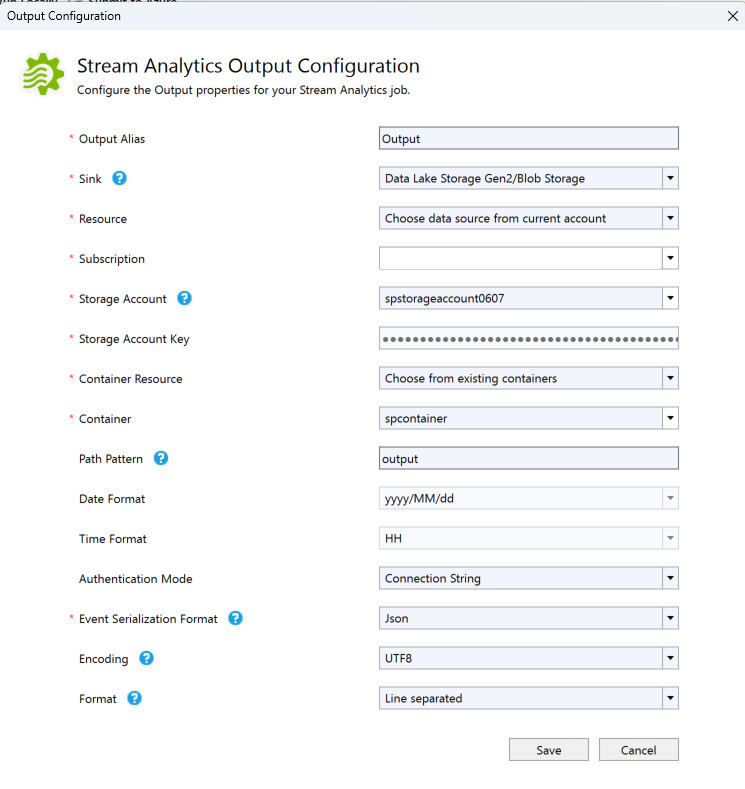 Output Configuration
Stream Analytics Output Configuration
Configure the Output properties for your Stream Analytics job.
* Output Alias Output
* Sink ? Data Lake Storage Gen2/Blob Storage
* Resource Choose data source from current account
* Subscription
* Storage Account ? spstorageaccount0607
* Storage Account Key
* Container Resource Choose from existing containers
* Container spcontainer
Path Pattern ? output
Date Format yyyy/MM/dd
Time Format HH
Authentication Mode Connection String
* Event Serialization Format ? Json
Encoding ? UTF8
Format ? Line separated
Save Cancel